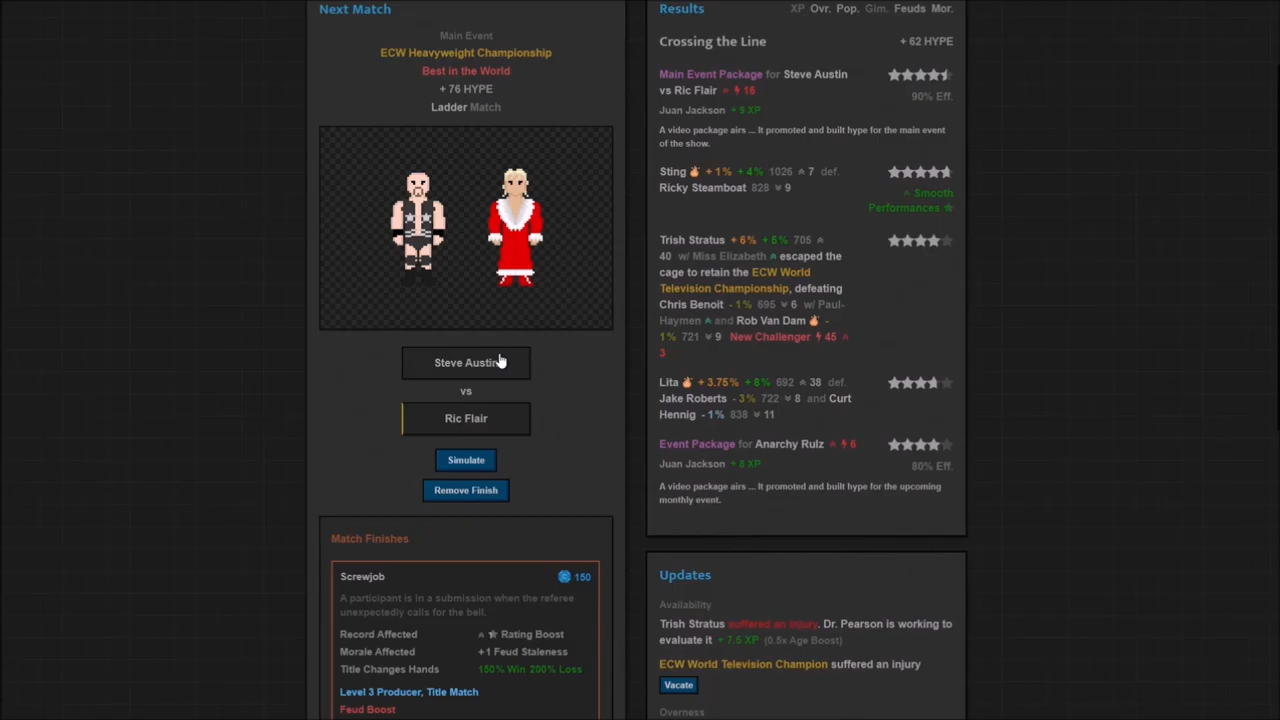 Next Match
Main Event
ECW Heavyweight Championship
Best in the World
+ 76 HYPE
Ladder Match
Steve Austin
vs
Ric Flair
Simulate
Remove Finish
Match Finishes
Screwjob 150
A participant is in a submission when the referee
unexpectedly calls for the bell.
Record Affected Rating Boost
Morale Affected +1 Feud Staleness
Title Changes Hands 150% Win 200% Loss
Level 3 Producer, Title Match
Feud Boost
Results XP Ovr. Pop. Gim. Feuds Mor.
Crossing the Line + 62 HYPE
Main Event Package for Steve Austin
vs Ric Flair 16
90% Eff.
Juan Jackson + 5 XP
A video package airs ... It promoted and built hype for the main event
of the show.
Sting + 1% + 4% 1026 7 def.
Ricky Steamboat 828 9
Smooth
Performances
Trish Stratus + 6% + 5% 705
40 w/ Miss Elizabeth escaped the
cage to retain the ECW World
Television Championship, defeating
Chris Benoit - 1% 695 6 w/ Paul-
Haymen and Rob Van Dam -
1% 721 9 New Challenger 45
3
Lita + 3.75% + 8% 692 38 def.
Jake Roberts - 3% 722 8 and Curt
Hennig - 1% 838 11
Event Package for Anarchy Rulz 6
Juan Jackson + 8 XP 80% Eff.
A video package airs ... It promoted and built hype for the upcoming
monthly event.
Updates
Availability
Trish Stratus suffered an injury. Dr. Pearson is working to
evaluate it + 7.5 XP (0.5x Age Boost)
ECW World Television Champion suffered an injury
Vacate
Overness